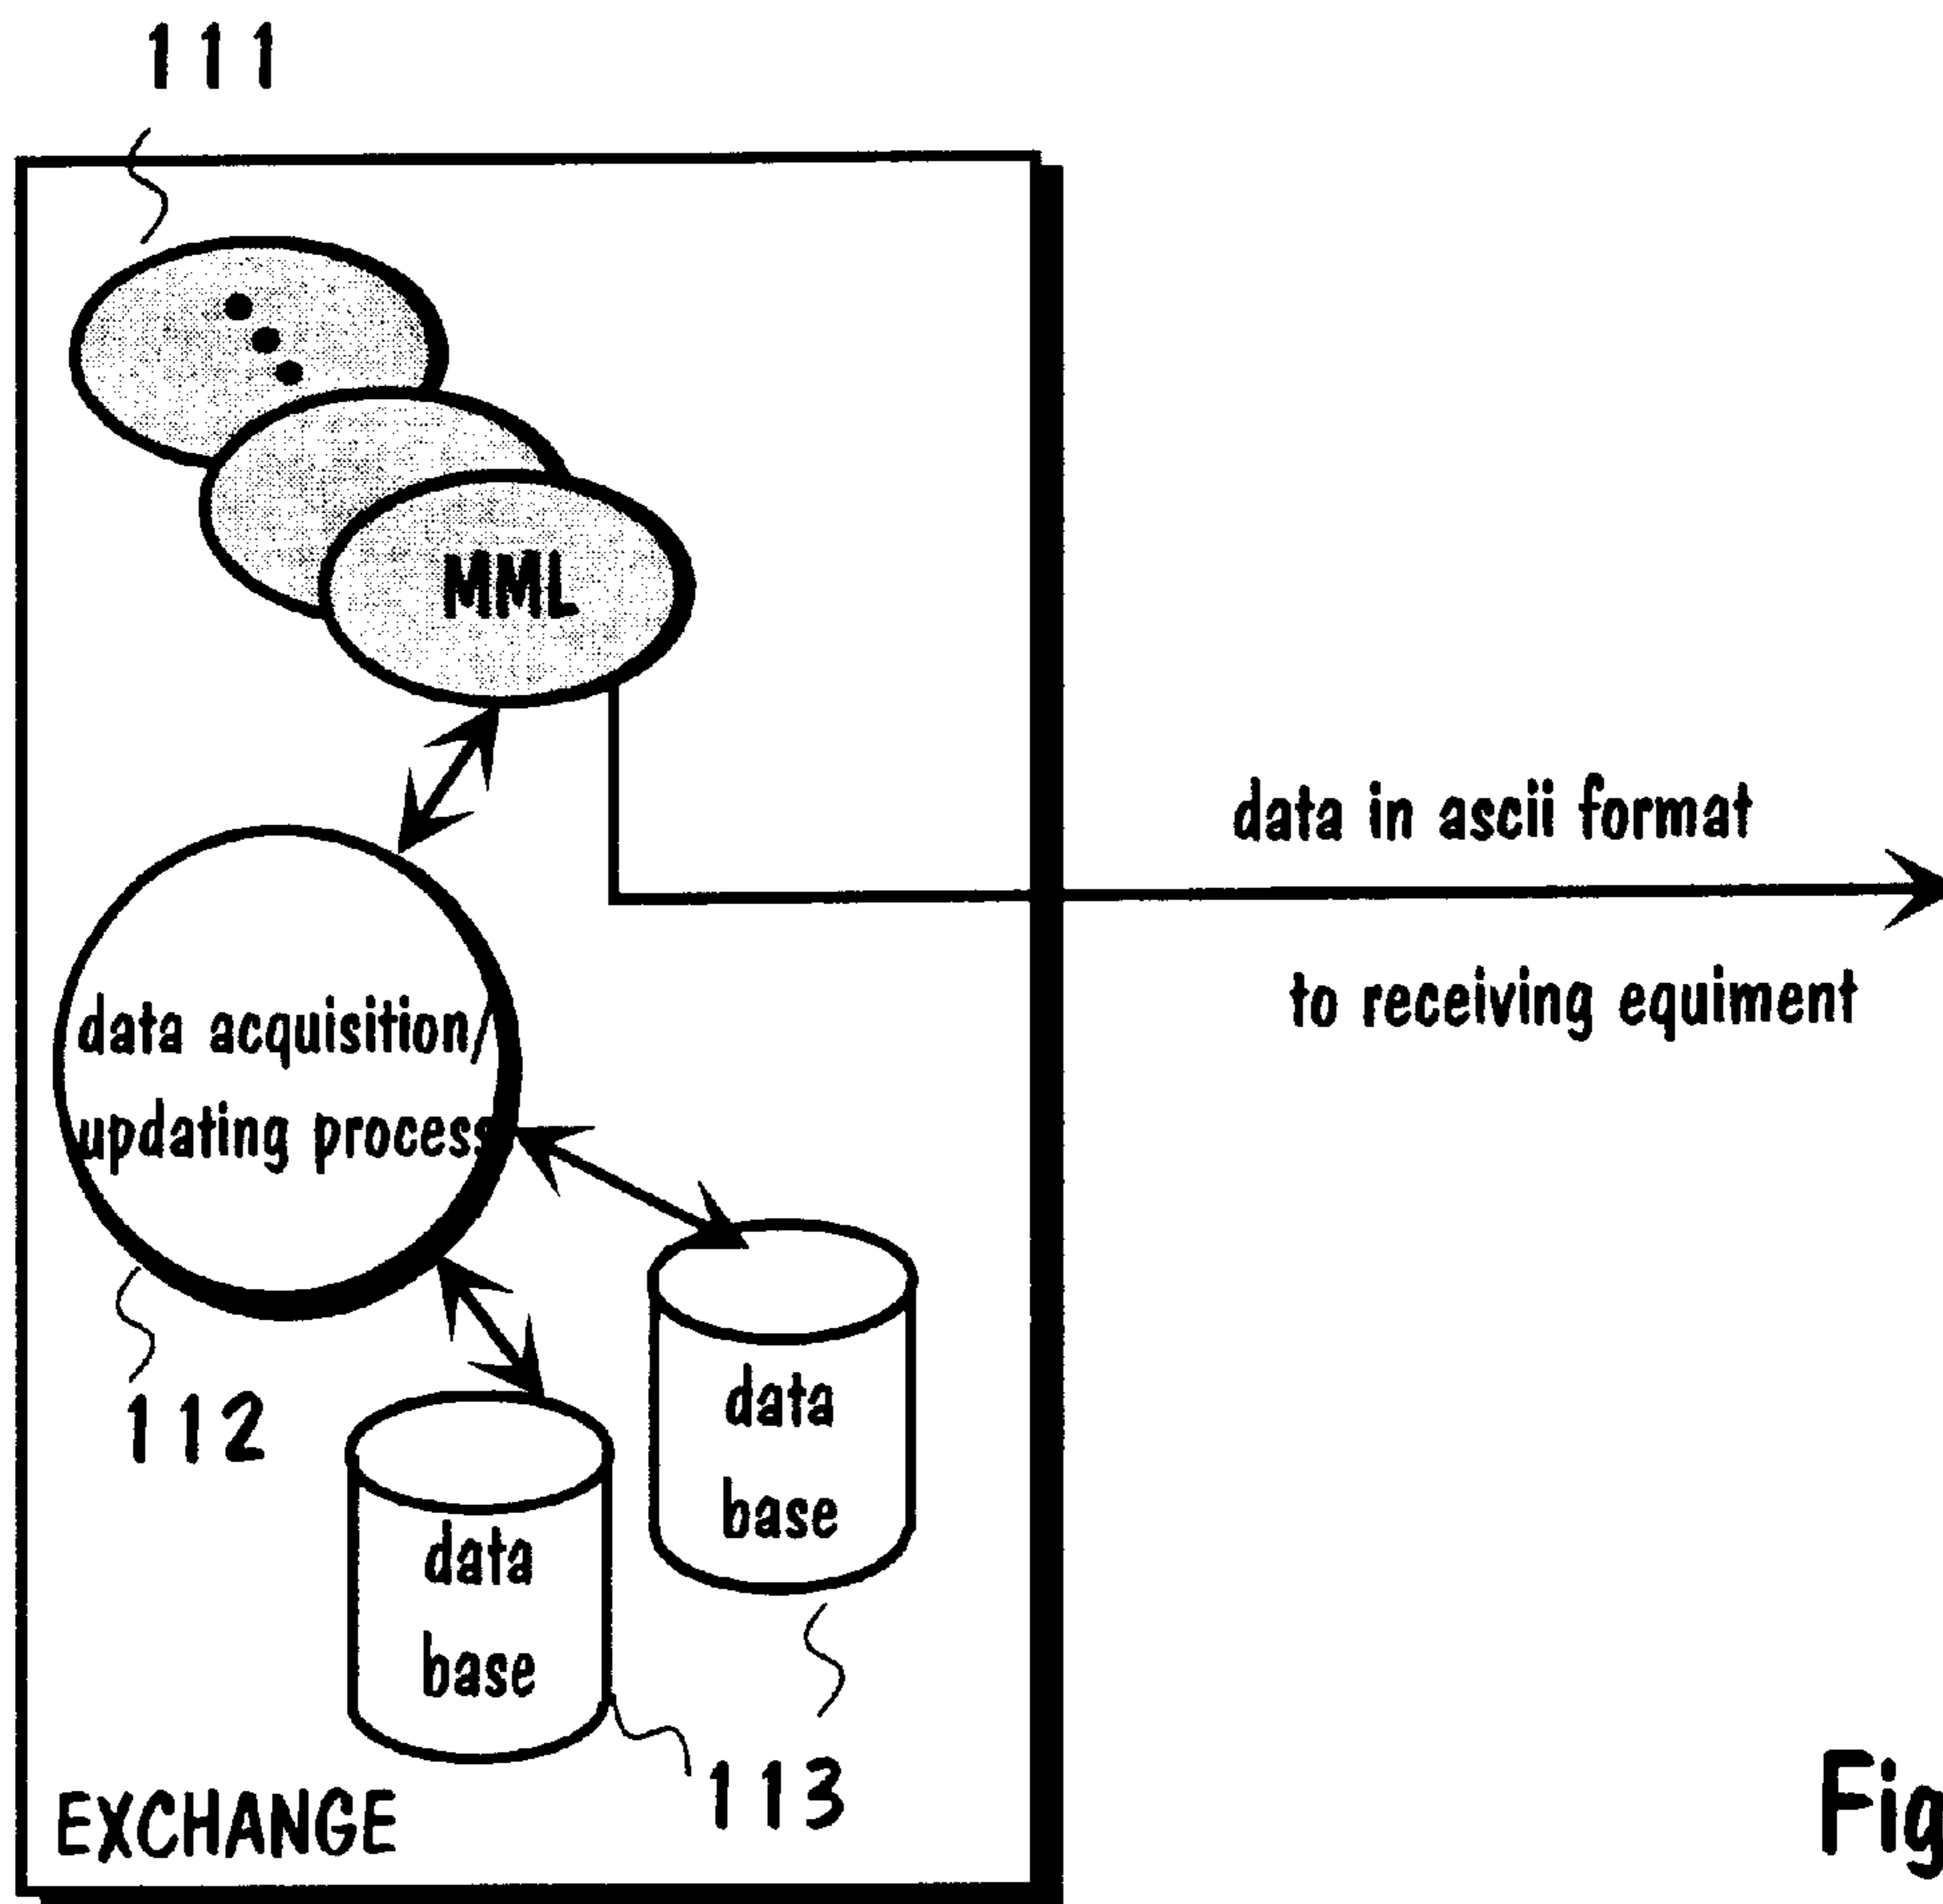 111
MML
data in ascii format
to receiving equiment
data acquisition/
updating process
112
data
base
data
base
113
EXCHANGE
Fig